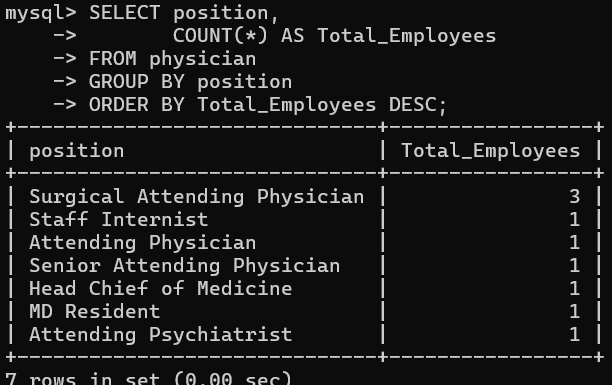 mysql> SELECT position,
    ->        COUNT(*) AS Total_Employees
    -> FROM physician
    -> GROUP BY position
    -> ORDER BY Total_Employees DESC;
+-----------------------------+-----------------+
| position                    | Total_Employees |
+-----------------------------+-----------------+
| Surgical Attending Physician |               3 |
| Staff Internist             |               1 |
| Attending Physician         |               1 |
| Senior Attending Physician  |               1 |
| Head Chief of Medicine      |               1 |
| MD Resident                 |               1 |
| Attending Psychiatrist      |               1 |
+-----------------------------+-----------------+
7 rows in set (0.00 sec)